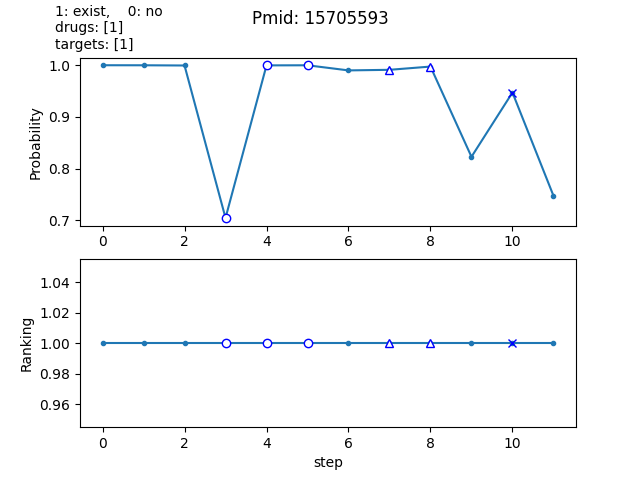 1: exist,    0: no
drugs: [1]
targets: [1]
Pmid: 15705593
1.0
0.9
0.8
0.7
Probability
0 2 4 6 8 10
1.04
1.02
1.00
0.98
0.96
Ranking
0 2 4 6 8 10
step